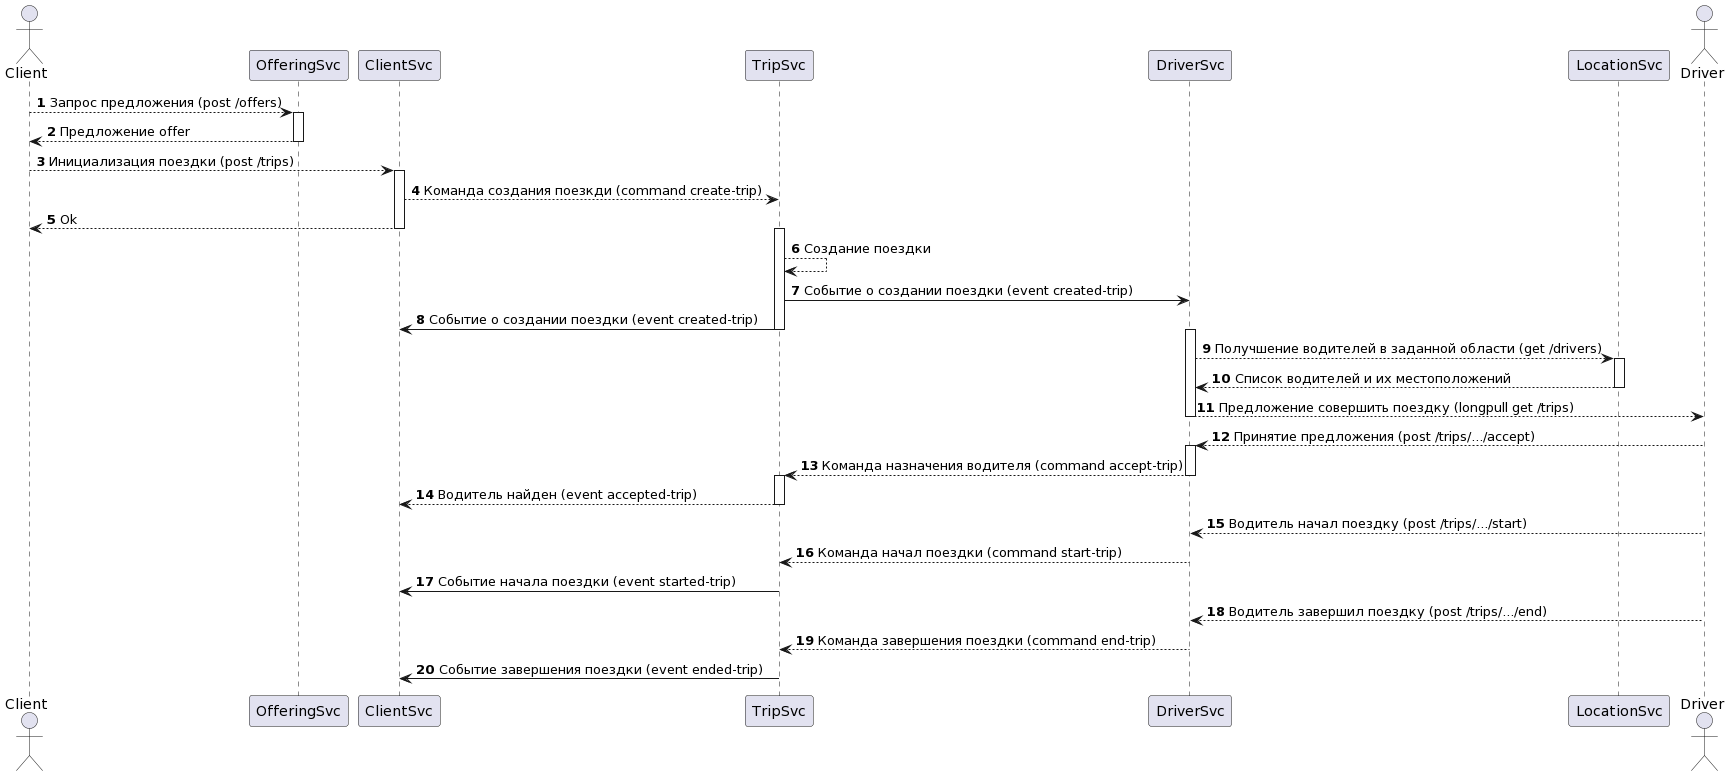 Client
OfferingSvc
ClientSvc
TripSvc
DriverSvc
LocationSvc
Driver
1 Запрос предложения (post /offers)
2 Предложение offer
3 Инициализация поездки (post /trips)
4 Команда создания поезкди (command create-trip)
5 Ok
6 Создание поездки
7 Событие о создании поездки (event created-trip)
8 Событие о создании поездки (event created-trip)
9 Получшение водителей в заданной области (get /drivers)
10 Список водителей и их местоположений
11 Предложение совершить поездку (longpull get /trips)
12 Принятие предложения (post /trips/.../accept)
13 Команда назначения водителя (command accept-trip)
14 Водитель найден (event accepted-trip)
15 Водитель начал поездку (post /trips/.../start)
16 Команда начал поездки (command start-trip)
17 Событие начала поездки (event started-trip)
18 Водитель завершил поездку (post /trips/.../end)
19 Команда завершения поездки (command end-trip)
20 Событие завершения поездки (event ended-trip)
Client
OfferingSvc
ClientSvc
TripSvc
DriverSvc
LocationSvc
Driver